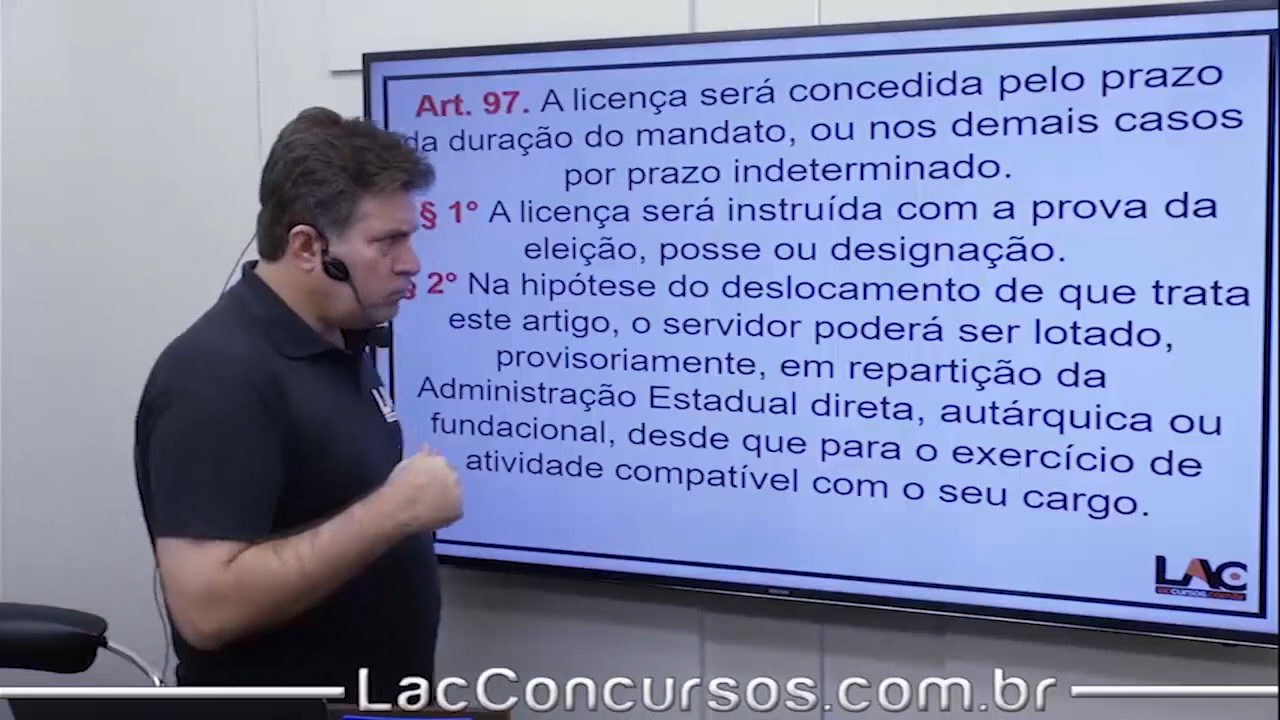 Art. 97. A licença será concedida pelo prazo
da duração do mandato, ou nos demais casos
por prazo indeterminado.
§ 1° A licença será instruída com a prova da
eleição, posse ou designação.
§ 2° Na hipótese do deslocamento de que trata
este artigo, o servidor poderá ser lotado,
provisoriamente, em repartição da
Administração Estadual direta, autárquica ou
fundacional, desde que para o exercício de
atividade compatível com o seu cargo.
LAC
laccursos.com.br
LacConcursos.com.br